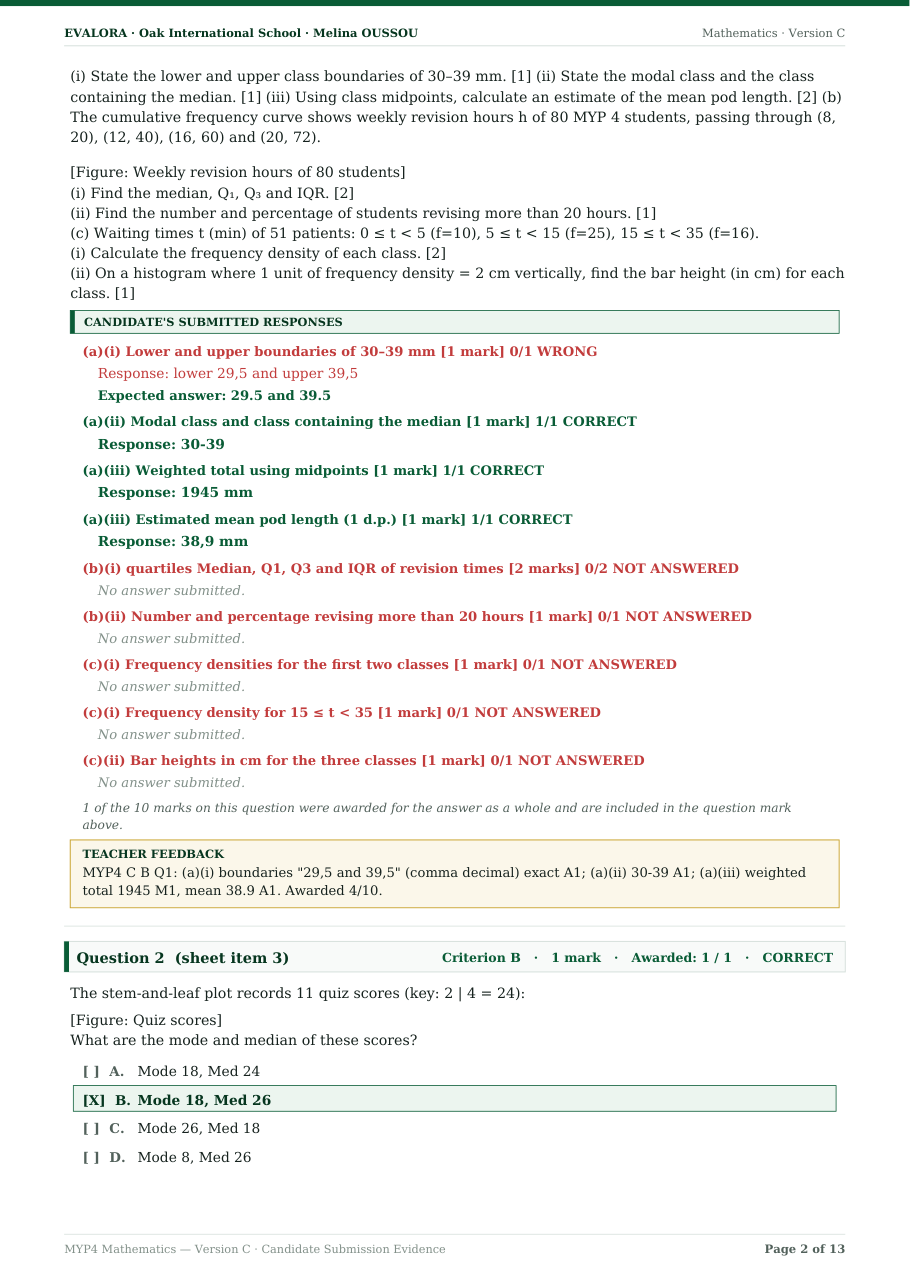 EVALORA · Oak International School · Melina OUSSOU
Mathematics · Version C
(i) State the lower and upper class boundaries of 30–39 mm. [1] (ii) State the modal class and the class
containing the median. [1] (iii) Using class midpoints, calculate an estimate of the mean pod length. [2] (b)
The cumulative frequency curve shows weekly revision hours h of 80 MYP 4 students, passing through (8,
20), (12, 40), (16, 60) and (20, 72).
[Figure: Weekly revision hours of 80 students]
(i) Find the median, Q₁, Q₃ and IQR. [2]
(ii) Find the number and percentage of students revising more than 20 hours. [1]
(c) Waiting times t (min) of 51 patients: 0 ≤ t < 5 (f=10), 5 ≤ t < 15 (f=25), 15 ≤ t < 35 (f=16).
(i) Calculate the frequency density of each class. [2]
(ii) On a histogram where 1 unit of frequency density = 2 cm vertically, find the bar height (in cm) for each
class. [1]
CANDIDATE'S SUBMITTED RESPONSES
(a)(i) Lower and upper boundaries of 30–39 mm [1 mark] 0/1 WRONG
Response: lower 29,5 and upper 39,5
Expected answer: 29.5 and 39.5
(a)(ii) Modal class and class containing the median [1 mark] 1/1 CORRECT
Response: 30-39
(a)(iii) Weighted total using midpoints [1 mark] 1/1 CORRECT
Response: 1945 mm
(a)(iii) Estimated mean pod length (1 d.p.) [1 mark] 1/1 CORRECT
Response: 38,9 mm
(b)(i) quartiles Median, Q1, Q3 and IQR of revision times [2 marks] 0/2 NOT ANSWERED
No answer submitted.
(b)(ii) Number and percentage revising more than 20 hours [1 mark] 0/1 NOT ANSWERED
No answer submitted.
(c)(i) Frequency densities for the first two classes [1 mark] 0/1 NOT ANSWERED
No answer submitted.
(c)(i) Frequency density for 15 ≤ t < 35 [1 mark] 0/1 NOT ANSWERED
No answer submitted.
(c)(ii) Bar heights in cm for the three classes [1 mark] 0/1 NOT ANSWERED
No answer submitted.
1 of the 10 marks on this question were awarded for the answer as a whole and are included in the question mark
above.
TEACHER FEEDBACK
MYP4 C B Q1: (a)(i) boundaries "29,5 and 39,5" (comma decimal) exact A1; (a)(ii) 30-39 A1; (a)(iii) weighted
total 1945 M1, mean 38.9 A1. Awarded 4/10.
Question 2 (sheet item 3)
Criterion B · 1 mark · Awarded: 1 / 1 · CORRECT
The stem-and-leaf plot records 11 quiz scores (key: 2 | 4 = 24):
[Figure: Quiz scores]
What are the mode and median of these scores?
[ ] A. Mode 18, Med 24
[X] B. Mode 18, Med 26
[ ] C. Mode 26, Med 18
[ ] D. Mode 8, Med 26
MYP4 Mathematics — Version C · Candidate Submission Evidence
Page 2 of 13